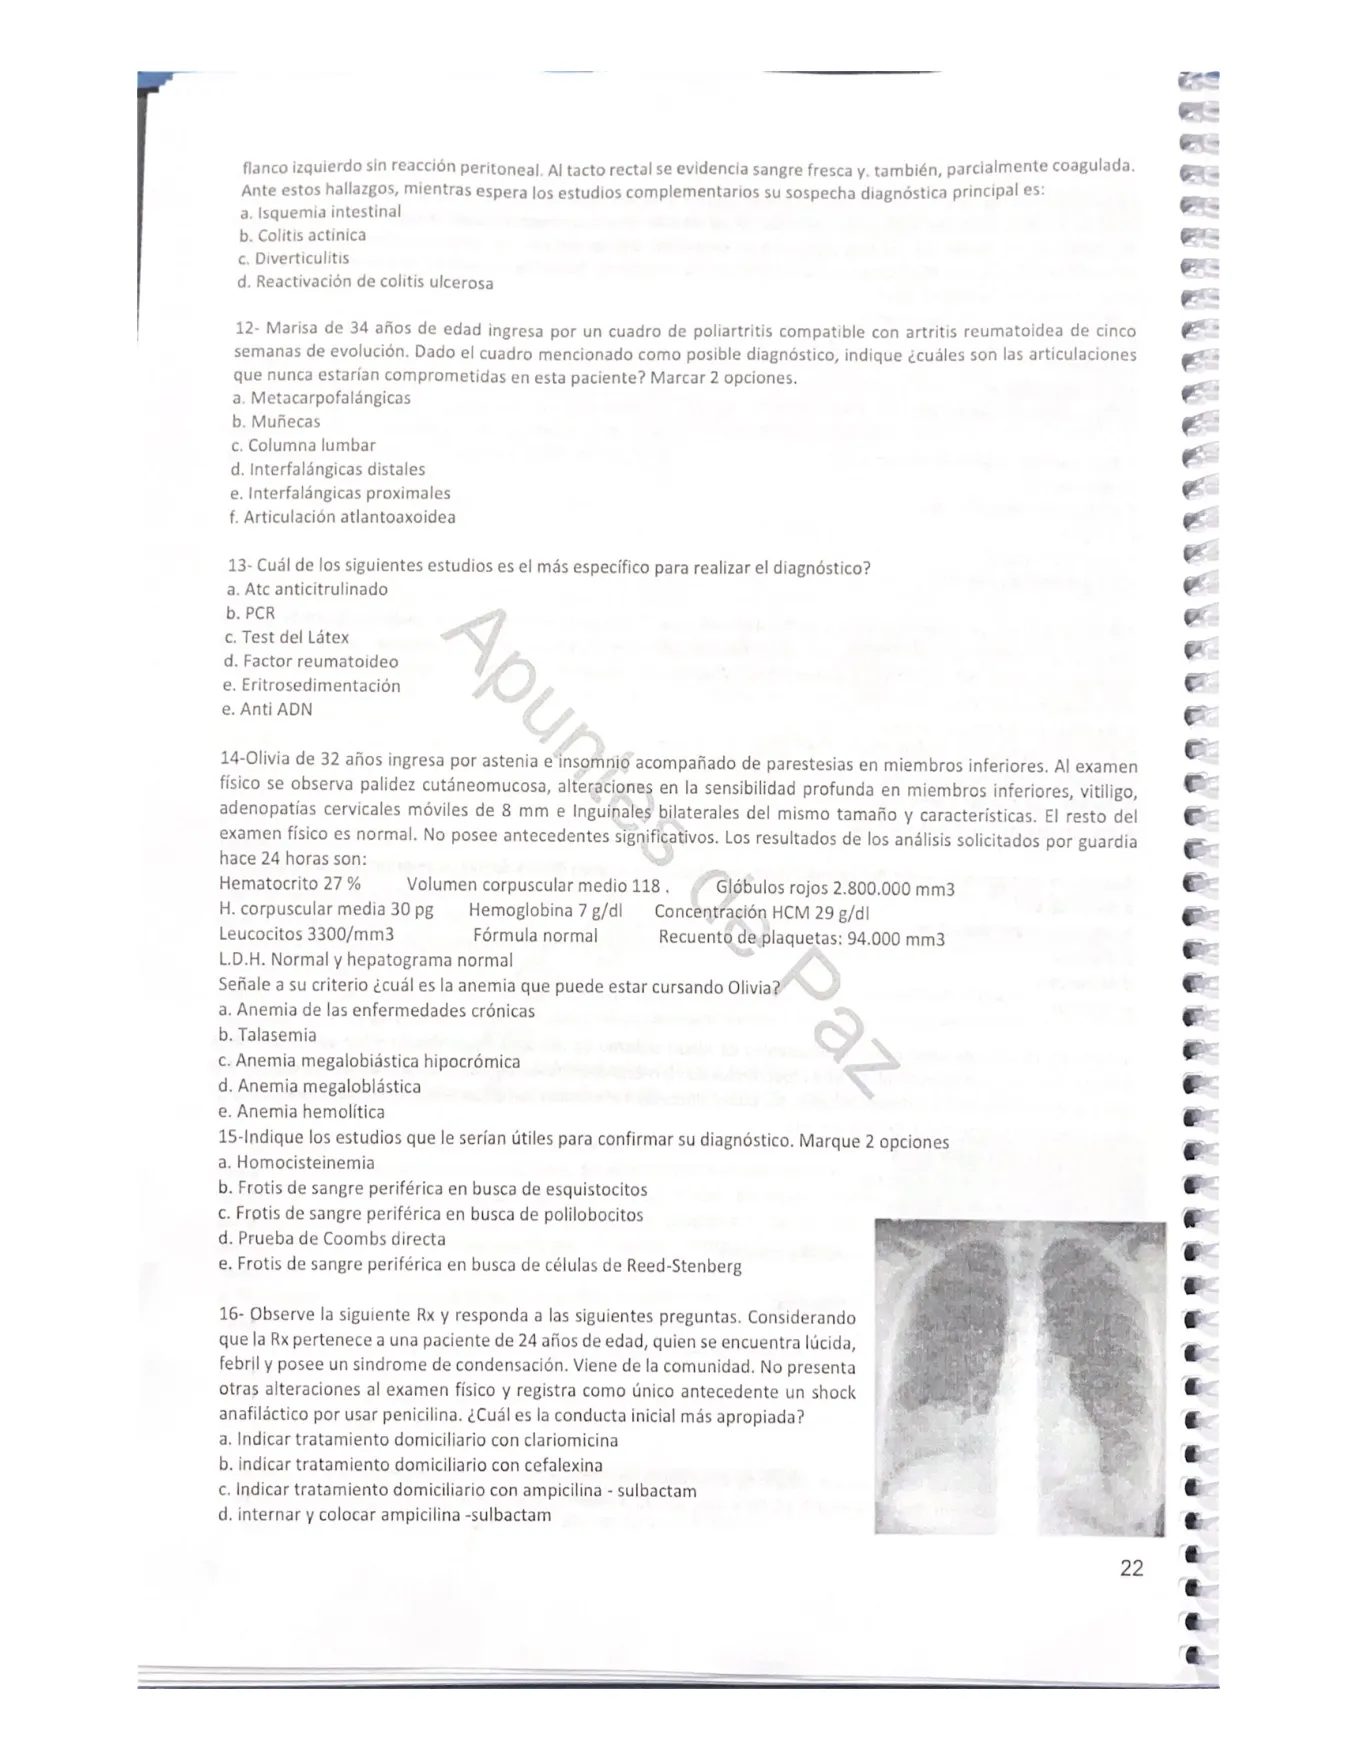 flanco izquierdo sin reacción peritoneal. Al tacto rectal se evidencia sangre fresca y. también, parcialmente coagulada.
Ante estos hallazgos, mientras espera los estudios complementarios su sospecha diagnóstica principal es:
a. Isquemia intestinal
b. Colitis actinica
c. Diverticulitis
d. Reactivación de colitis ulcerosa
12- Marisa de 34 años de edad ingresa por un cuadro de poliartritis compatible con artritis reumatoidea de cinco
semanas de evolución. Dado el cuadro mencionado como posible diagnóstico, indique ¿cuáles son las articulaciones
que nunca estarían comprometidas en esta paciente? Marcar 2 opciones.
a. Metacarpofalángicas
b. Muñecas
c. Columna lumbar
d. Interfalángicas distales
e. Interfalángicas proximales
f. Articulación atlantoaxoidea
13- Cuál de los siguientes estudios es el más específico para realizar el diagnóstico?
a. Atc anticitrulinado
b. PCR
c. Test del Látex
d. Factor reumatoideo
e. Eritrosedimentación
e. Anti ADN
14-Olivia de 32 años ingresa por astenia e insomnio acompañado de parestesias en miembros inferiores. Al examen
físico se observa palidez cutáneomucosa, alteraciones en la sensibilidad profunda en miembros inferiores, vitiligo,
adenopatías cervicales móviles de 8 mm e Inguinales bilaterales del mismo tamaño y características. El resto del
examen físico es normal. No posee antecedentes significativos. Los resultados de los análisis solicitados por guardia
hace 24 horas son:
Hematocrito 27 % Volumen corpuscular medio 118 . Glóbulos rojos 2.800.000 mm3
H. corpuscular media 30 pg Hemoglobina 7 g/dl Concentración HCM 29 g/dl
Leucocitos 3300/mm3 Fórmula normal Recuento de plaquetas: 94.000 mm3
L.D.H. Normal y hepatograma normal
Señale a su criterio ¿cuál es la anemia que puede estar cursando Olivia?
a. Anemia de las enfermedades crónicas
b. Talasemia
c. Anemia megalobiástica hipocrómica
d. Anemia megaloblástica
e. Anemia hemolítica
15-Indique los estudios que le serían útiles para confirmar su diagnóstico. Marque 2 opciones
a. Homocisteinemia
b. Frotis de sangre periférica en busca de esquistocitos
c. Frotis de sangre periférica en busca de polilobocitos
d. Prueba de Coombs directa
e. Frotis de sangre periférica en busca de células de Reed-Stenberg
16- Observe la siguiente Rx y responda a las siguientes preguntas. Considerando
que la Rx pertenece a una paciente de 24 años de edad, quien se encuentra lúcida,
febril y posee un sindrome de condensación. Viene de la comunidad. No presenta
otras alteraciones al examen físico y registra como único antecedente un shock
anafiláctico por usar penicilina. ¿Cuál es la conducta inicial más apropiada?
a. Indicar tratamiento domiciliario con clariomicina
b. indicar tratamiento domiciliario con cefalexina
c. Indicar tratamiento domiciliario con ampicilina - sulbactam
d. internar y colocar ampicilina -sulbactam
22
Apuntes de Paz